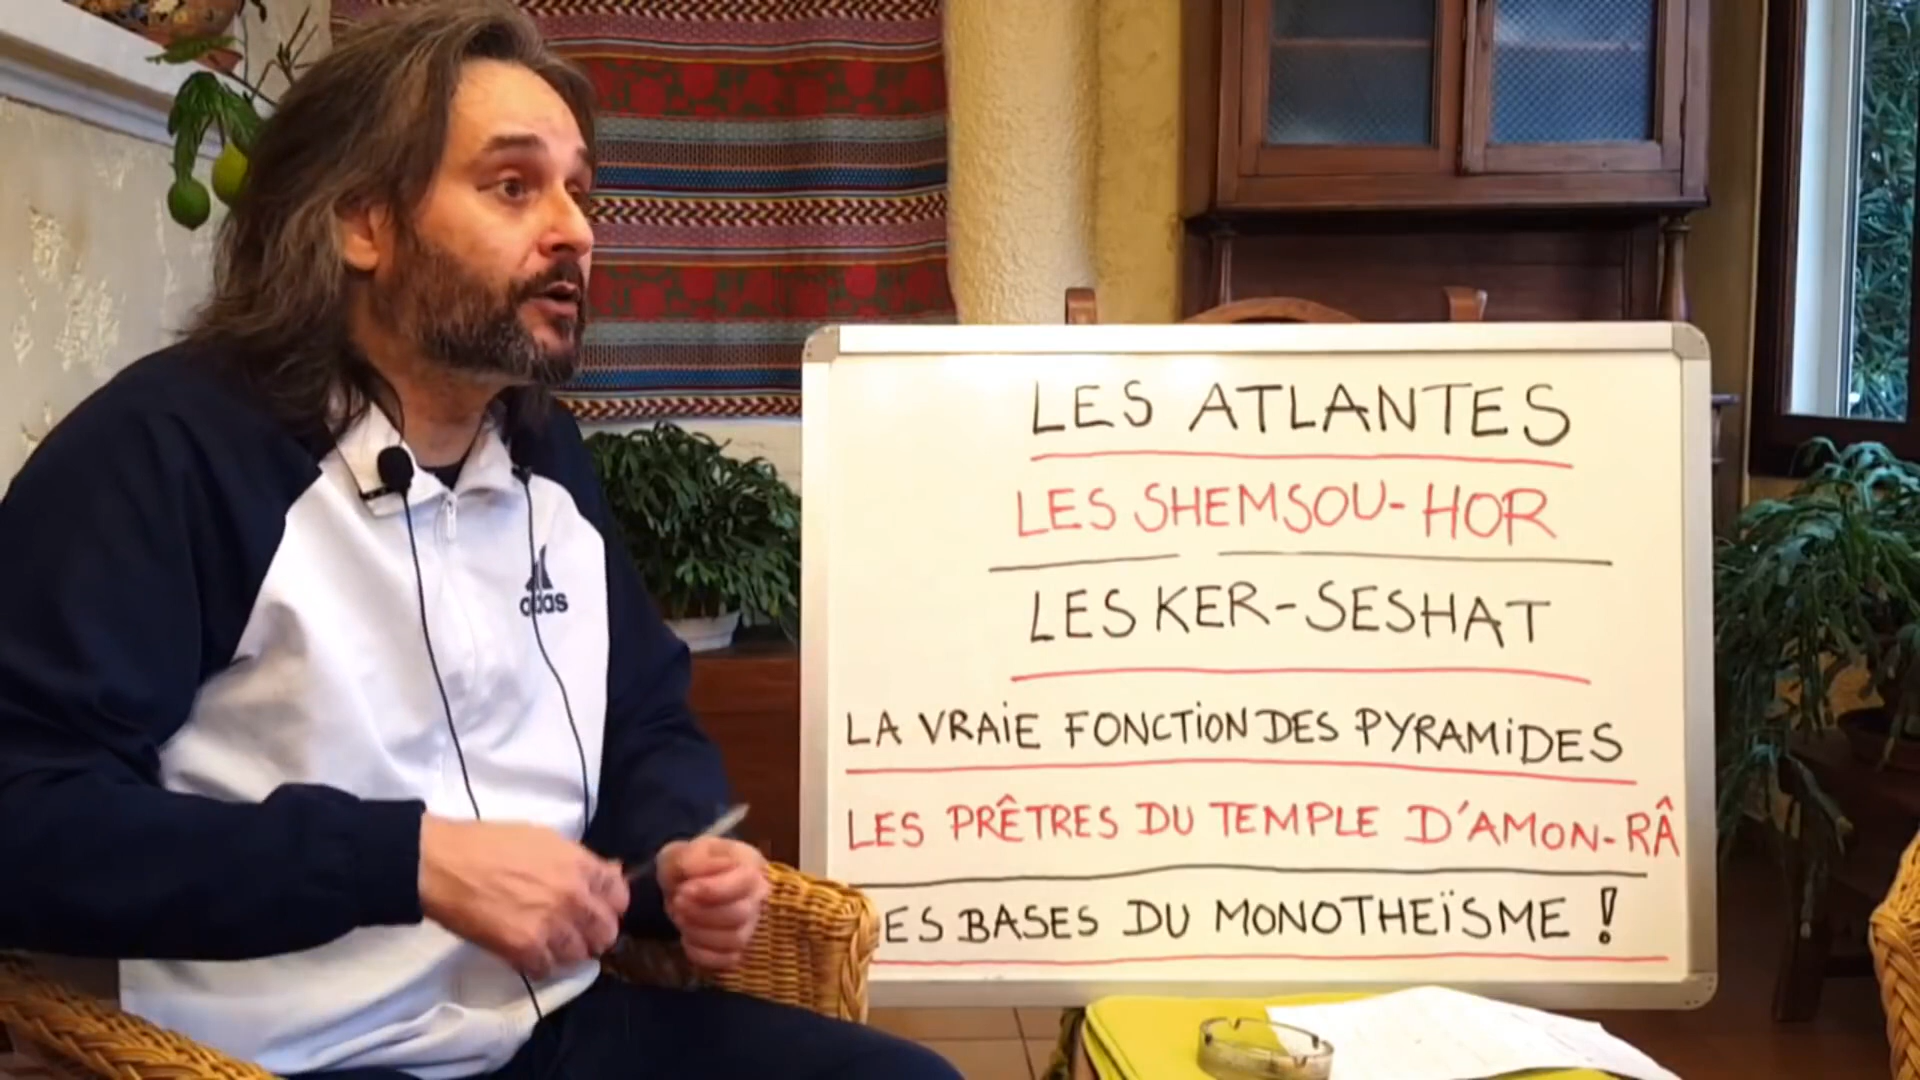 LES ATLANTES
LES SHEMSOU-HOR
LES KER-SESHAT
LA VRAIE FONCTION DES PYRAMIDES
LES PRÊTRES DU TEMPLE D'AMON-RÂ
ES BASES DU MONOTHEÏSME !
adidas